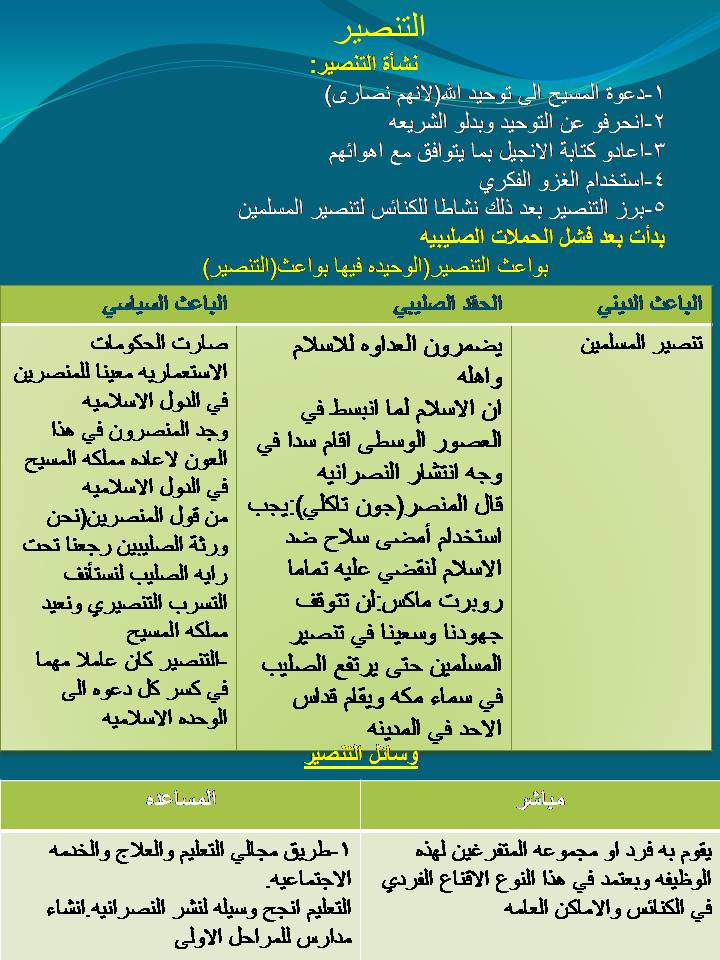 التنصير
نشأة التنصير:
١-دعوة المسيح الى توحيد الله(لانهم نصارى)
٢-انحرفو عن التوحيد وبدلو الشريعه
٣-اعادو كتابة الانجيل بما يتوافق مع اهوائهم
٤-استخدام الغزو الفكري
٥-برز التنصير بعد ذلك نشاطا للكنائس لتنصير المسلمين
بدأت بعد فشل الحملات الصليبيه
بواعث التنصير(الوحيده فيها بواعث(التنصير)
الباعث الديني
تنصير المسلمين
الحقد الصليبي
يضمرون العداوه للاسلام
واهله
ان الاسلام لما انبسط في
العصور الوسطى اقام سدا في
وجه انتشار النصرانيه
قال المنصر(جون تاكلي):يجب
استخدام أمضى سلاح ضد
الاسلام لنقضي عليه تماما
روبرت ماكس:لن تتوقف
جهودنا وسعينا في تنصير
المسلمين حتى يرتفع الصليب
في سماء مكه ويقام قداس
الاحد في المدينه
الباعث السياسي
صارت الحكومات
الاستعماريه معينا للمنصرين
في الدول الاسلاميه
وجد المنصرون في هذا
العون لاعاده مملكه المسيح
في الدول الاسلاميه
من قول المنصرين(نحن
ورثة الصليبين رجعنا تحت
رايه الصليب لنستأنف
التسرب التنصيري ونعيد
مملكه المسيح
-التنصير كان عاملا مهما
في كسر كل دعوه الى
الوحده الاسلاميه
وسائل التنصير
مباشر
يقوم به فرد او مجموعه المتفرغين لهذه
الوظيفه ويعتمد في هذا النوع الاقناع الفردي
في الكنائس والاماكن العامه
المساعده
١-طريق مجالي التعليم والعلاج والخدمه
الاجتماعيه.
التعليم انجح وسيله لنشر النصرانيه.انشاء
مدارس للمراحل الاولى